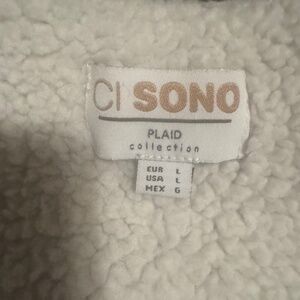 CI SONO
PLAID
collection
EUR L
USA L
MEX G